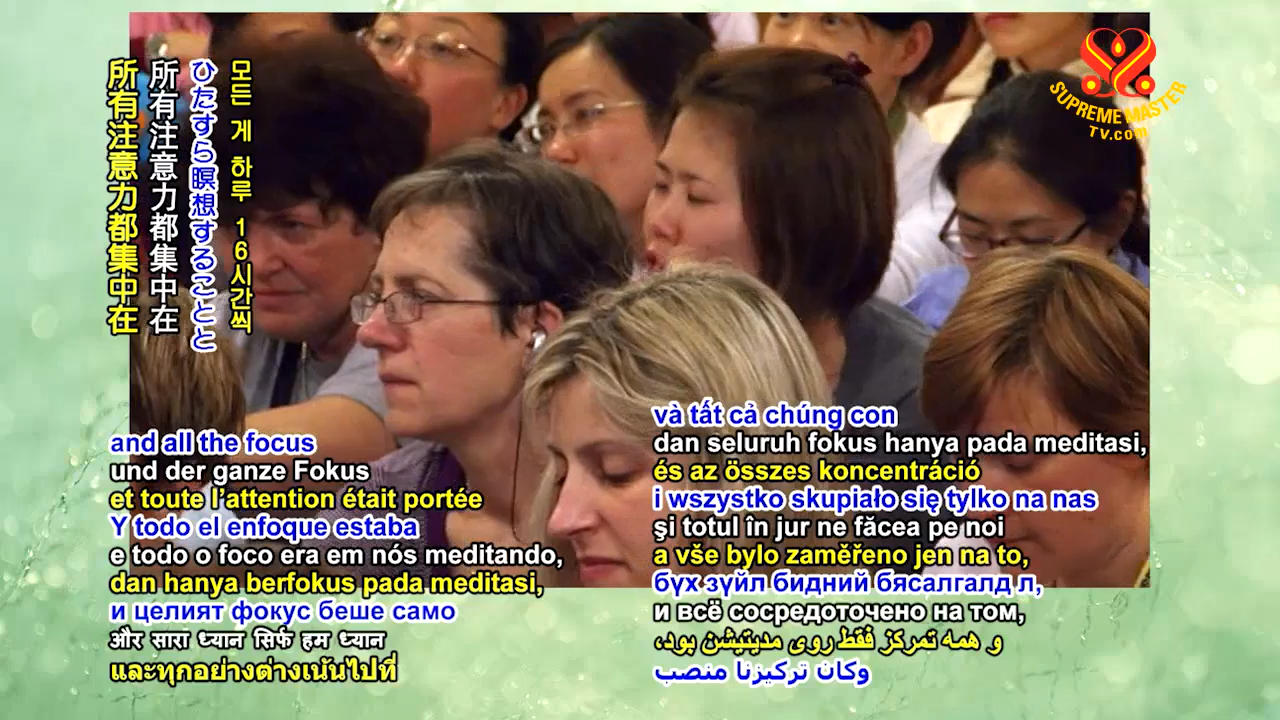 SUPREME MASTER
TV.com
모든 게 하루 16시간씩
ひたすら瞑想することと
所有注意力都集中在
所有注意力都集中在
and all the focus
und der ganze Fokus
et toute l'attention était portée
Y todo el enfoque estaba
e todo o foco era em nós meditando,
dan hanya berfokus pada meditasi,
и целият фокус беше само
और सारा ध्यान सिर्फ हम ध्यान
และทุกอย่างต่างเน้นไปที่
và tất cả chúng con
dan seluruh fokus hanya pada meditasi,
és az összes koncentráció
i wszystko skupiało się tylko na nas
şi totul în jur ne făcea pe noi
a vše bylo zaměřeno jen na to,
бүх зүйл бидний бясалгалд л,
и всё сосредоточено на том,
و همه تمرکز فقط روی مدیتیشن بود،
وكان تركيزنا منصب